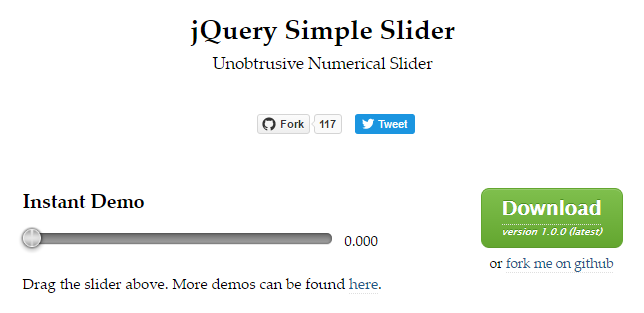 jQuery Simple Slider
Unobtrusive Numerical Slider
Fork 117 Tweet
Instant Demo
Download
version 1.0.0 (latest)
0.000
or fork me on github
Drag the slider above. More demos can be found here.